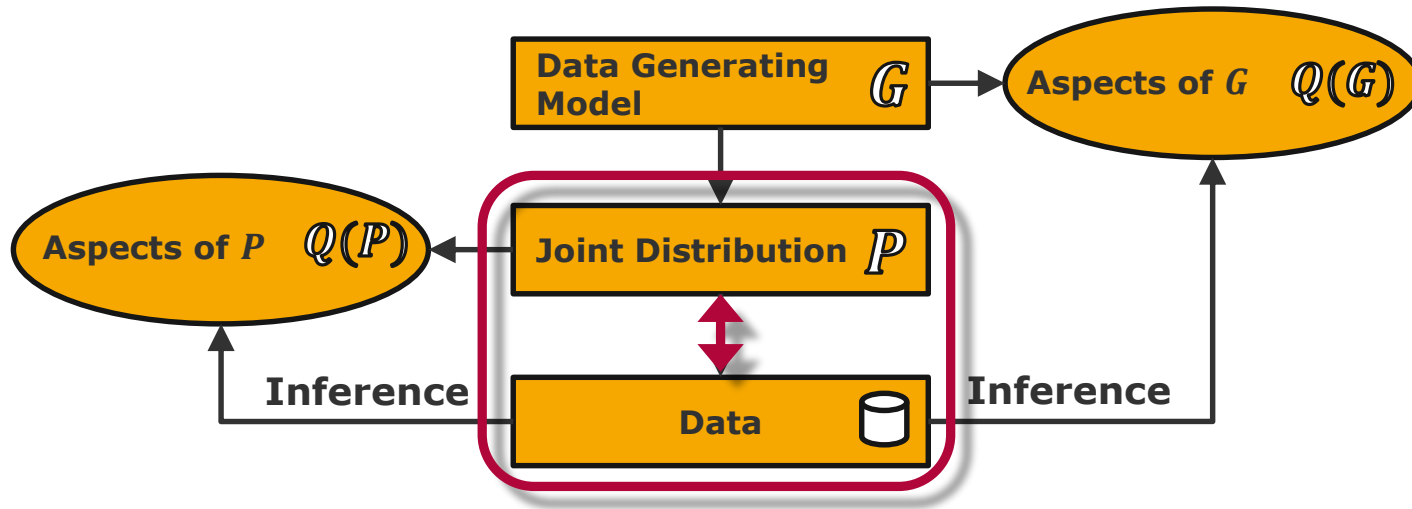 Data Generating
Model G
Aspects of G Q(G)
Aspects of P Q(P)
Joint Distribution P
Inference
Inference
Data